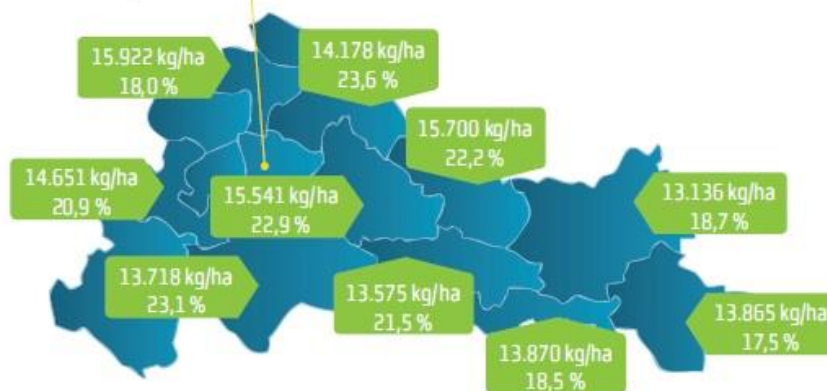 15.922 kg/ha
18,0 %
14.178 kg/ha
23,6 %
15.700 kg/ha
22,2 %
14.651 kg/ha
20,9 %
15.541 kg/ha
22,9 %
13.136 kg/ha
18,7 %
13.718 kg/ha
23,1 %
13.575 kg/ha
21,5 %
13.865 kg/ha
17,5 %
13.870 kg/ha
18,5 %